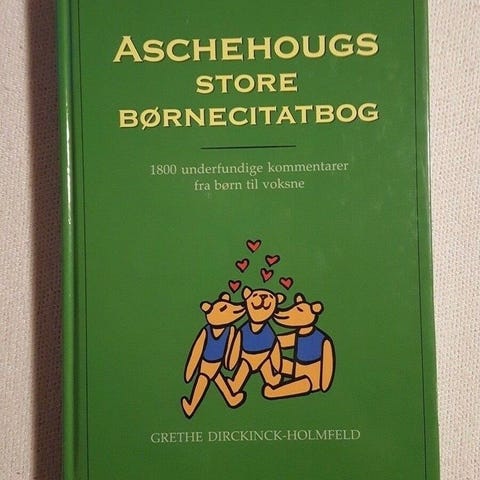 ASCHEHOUGS
STORE
BØRNECITATBOG
1800 underfundige kommentarer
fra børn til voksne
GRETHE DIRCKINCK-HOLMFELD